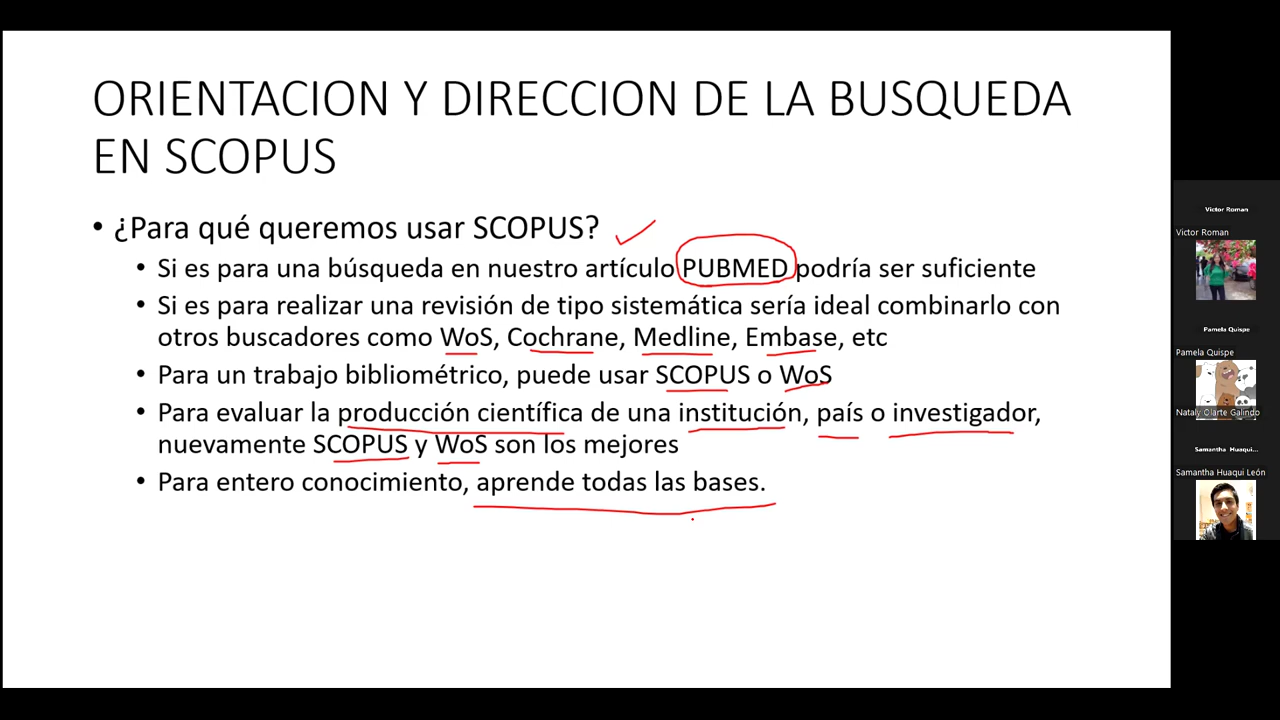 ORIENTACION Y DIRECCION DE LA BUSQUEDA
EN SCOPUS
• ¿Para qué queremos usar SCOPUS?
• Si es para una búsqueda en nuestro artículo PUBMED podría ser suficiente
• Si es para realizar una revisión de tipo sistemática sería ideal combinarlo con
otros buscadores como WoS, Cochrane, Medline, Embase, etc
• Para un trabajo bibliométrico, puede usar SCOPUS o WoS
• Para evaluar la producción científica de una institución, país o investigador,
nuevamente SCOPUS y WoS son los mejores
• Para entero conocimiento, aprende todas las bases.
Victor Roman
Victor Roman
Pamela Quispe
Pamela Quispe
Nataly Olarte Galindo
Samantha Huaqui...
Samantha Huaqui León